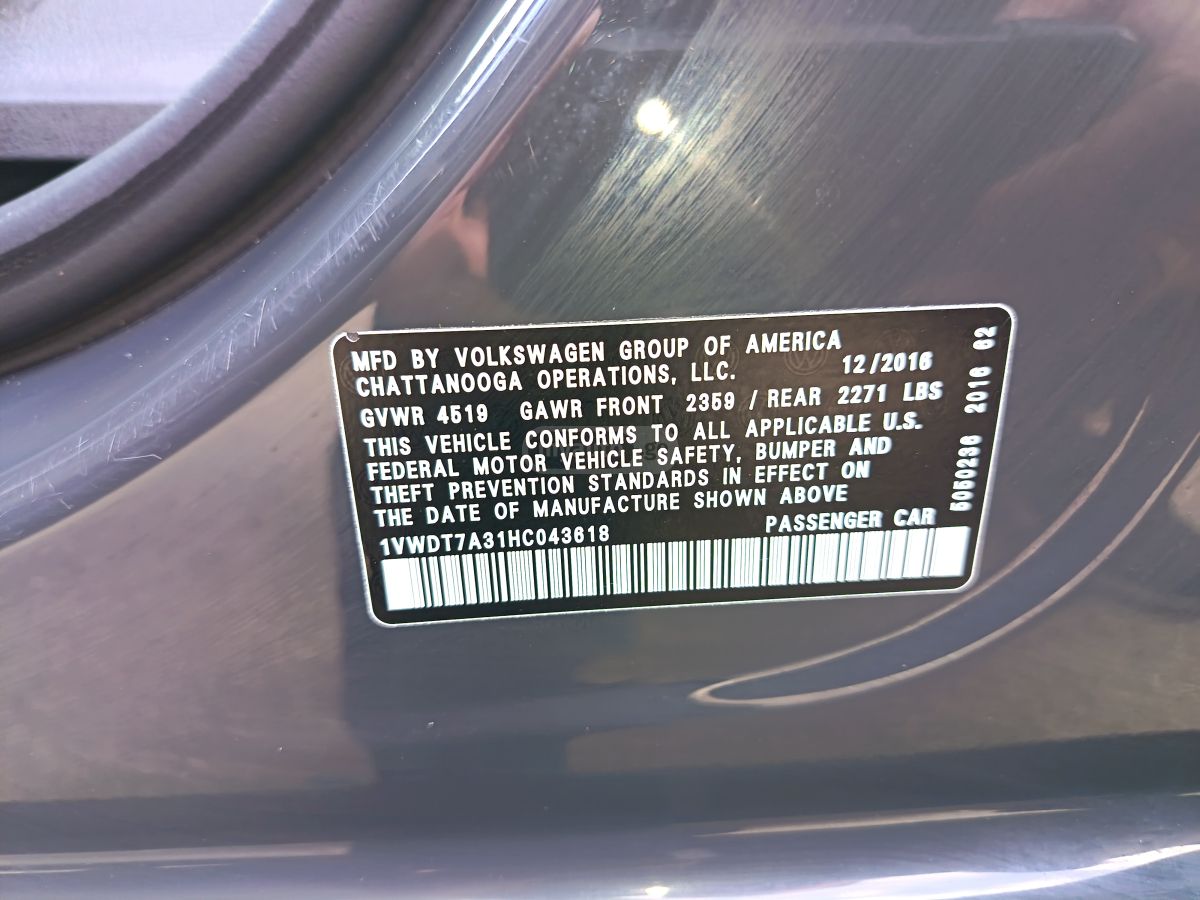 MFD BY VOLKSWAGEN GROUP OF AMERICA
CHATTANOOGA OPERATIONS, LLC. 12/2016
GVWR 4519 GAWR FRONT 2359 / REAR 2271 LBS
THIS VEHICLE CONFORMS TO ALL APPLICABLE U.S.
FEDERAL MOTOR VEHICLE SAFETY, BUMPER AND
THEFT PREVENTION STANDARDS IN EFFECT ON
THE DATE OF MANUFACTURE SHOWN ABOVE
1VWDT7A31HC043618 PASSENGER CAR
5050236 2016 62